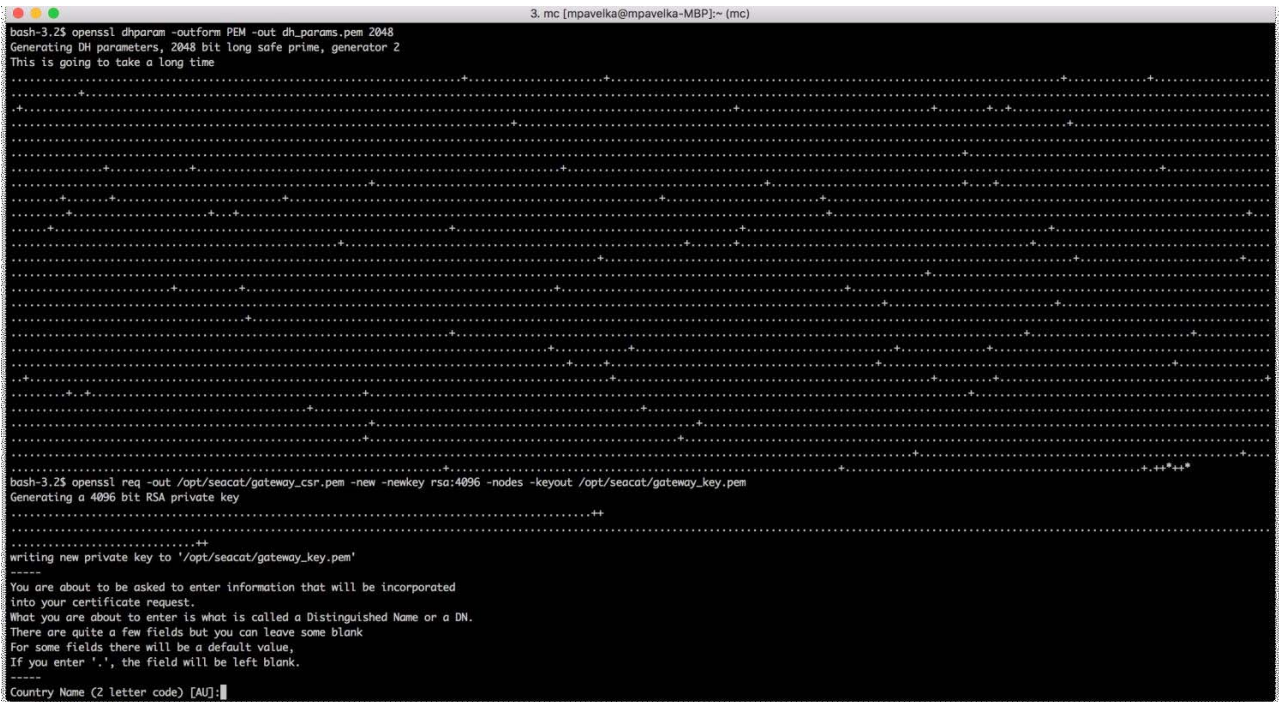 3. mc [mpavelka@mpavelka-MBP]:~ (mc)
bash-3.2$ openssl dhparam -outform PEM -out dh_params.pem 2048
Generating DH parameters, 2048 bit long safe prime, generator 2
This is going to take a long time
bash-3.2$ openssl req -out /opt/seacat/gateway_csr.pem -new -newkey rsa:4096 -nodes -keyout /opt/seacat/gateway_key.pem
Generating a 4096 bit RSA private key
writing new private key to '/opt/seacat/gateway_key.pem'
-----
You are about to be asked to enter information that will be incorporated
into your certificate request.
What you are about to enter is what is called a Distinguished Name or a DN.
There are quite a few fields but you can leave some blank
For some fields there will be a default value,
If you enter '.', the field will be left blank.
-----
Country Name (2 letter code) [AU]: